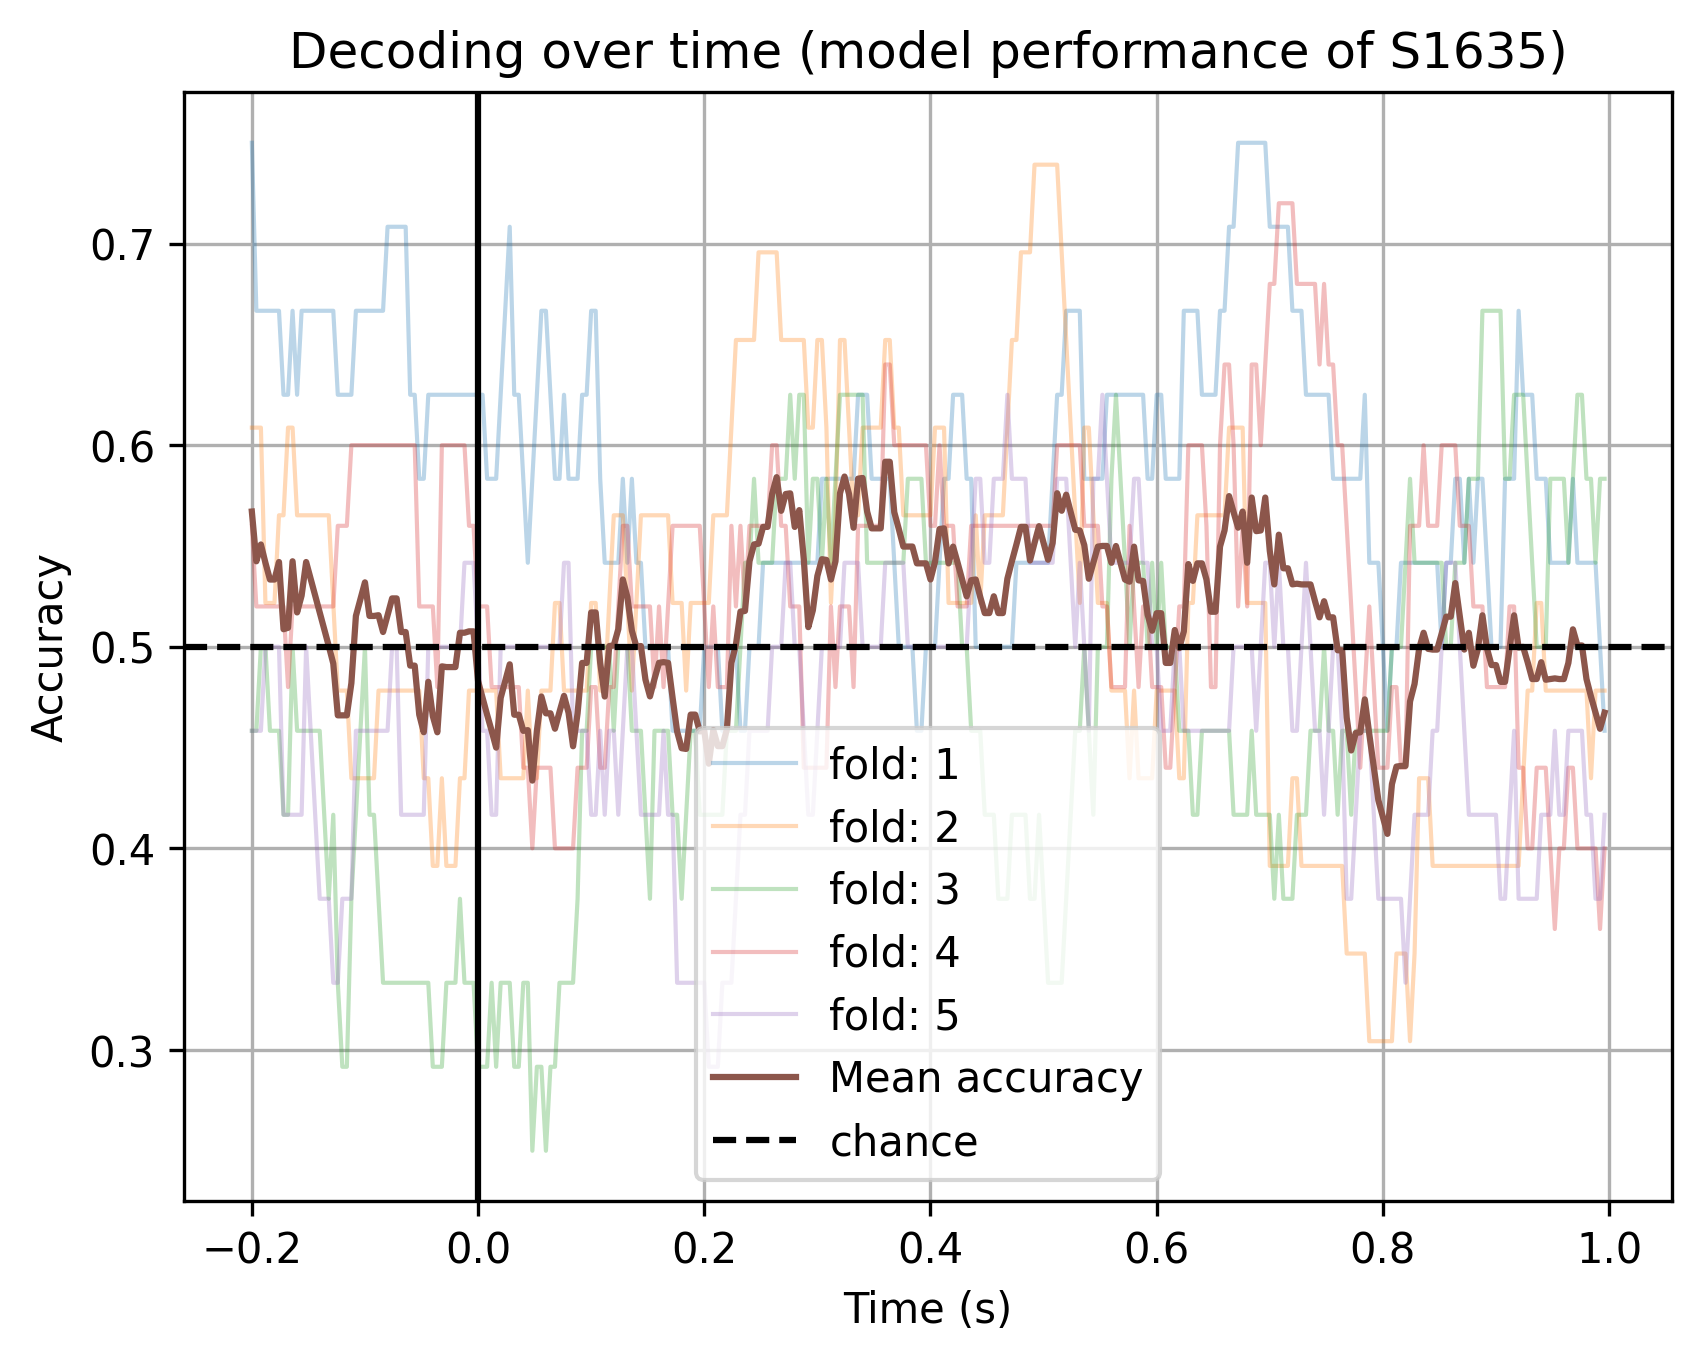 Decoding over time (model performance of S1635)
Accuracy
0.7
0.6
0.5
0.4
0.3
fold: 1
fold: 2
fold: 3
fold: 4
fold: 5
Mean accuracy
chance
−0.2 0.0 0.2 0.4 0.6 0.8 1.0
Time (s)